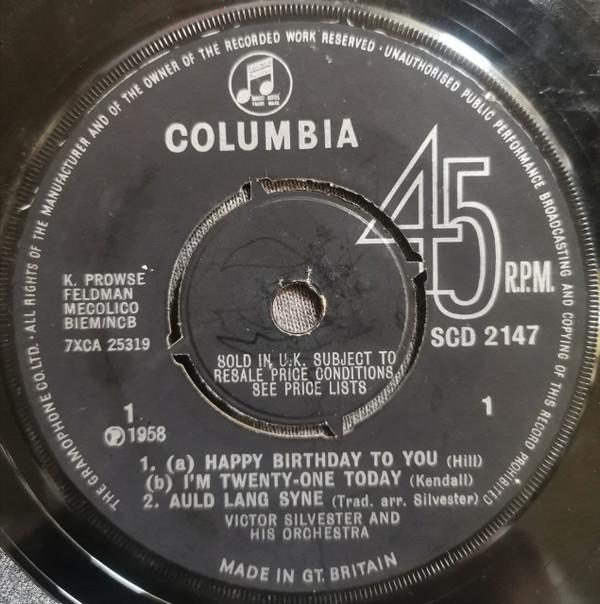 THE GRAMOPHONE CO. LTD. · ALL RIGHTS OF THE MANUFACTURER AND OF THE OWNER OF THE RECORDED WORK RESERVED · UNAUTHORISED PUBLIC PERFORMANCE BROADCASTING AND COPYING OF THIS RECORD PROHIBITED
COLUMBIA
45
R.P.M.
K. PROWSE
FELDMAN
MECOLICO
BIEM/NCB
7XCA 25319
SCD 2147
SOLD IN U.K. SUBJECT TO
RESALE PRICE CONDITIONS,
SEE PRICE LISTS
1
1
Ⓟ 1958
1. (a) HAPPY BIRTHDAY TO YOU (Hill)
(b) I'M TWENTY-ONE TODAY (Kendall)
2. AULD LANG SYNE (Trad. arr. Silvester)
VICTOR SILVESTER AND
HIS ORCHESTRA
MADE IN GT. BRITAIN